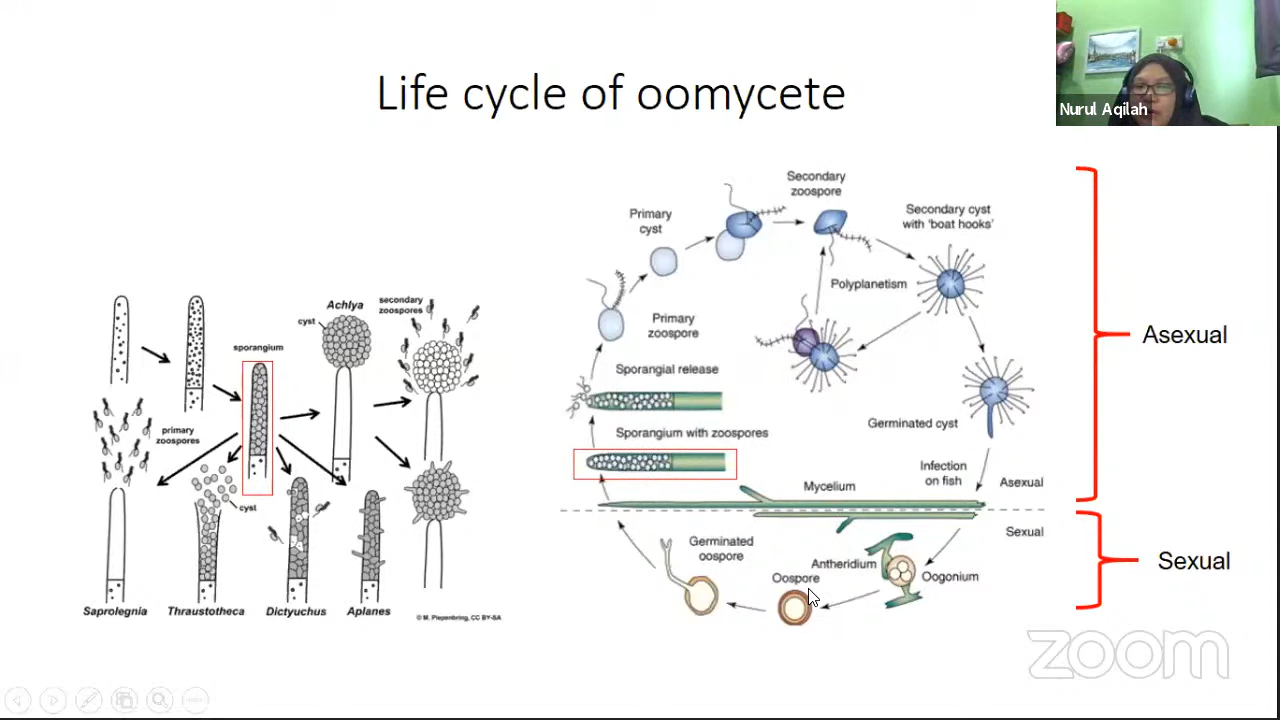 Life cycle of oomycete
Nurul Aqilah
sporangium
Achlya
cyst
secondary
zoospores
primary
zoospores
cyst
Saprolegnia
Thraustotheca
Dictyuchus
Aplanes
© M. Piepenbring, CC BY-SA
Secondary
zoospore
Primary
cyst
Secondary cyst
with 'boat hooks'
Polyplanetism
Primary
zoospore
Sporangial release
Germinated cyst
Sporangium with zoospores
Infection
on fish
Mycelium
Asexual
Sexual
Germinated
oospore
Antheridium
Oospore
Oogonium
Asexual
Sexual
zoom